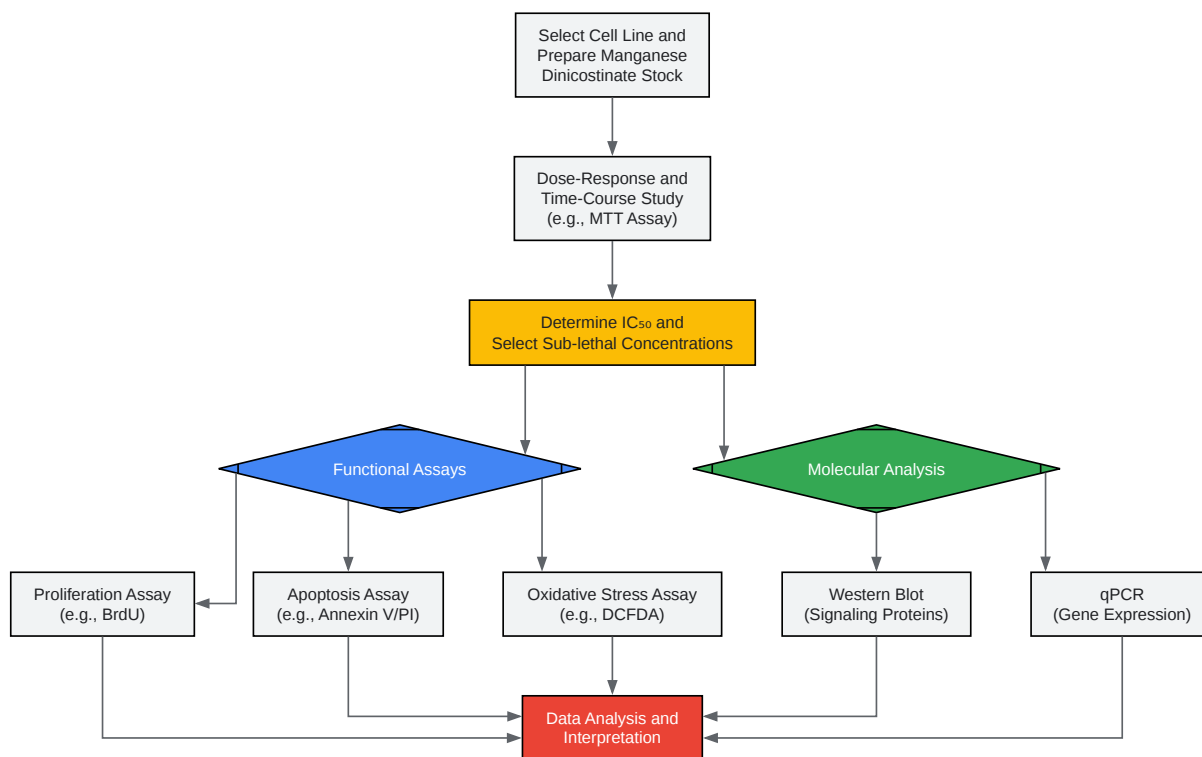 Select Cell Line and
Prepare Manganese
Dinicostinate Stock
Dose-Response and
Time-Course Study
(e.g., MTT Assay)
Determine IC₅₀ and
Select Sub-lethal Concentrations
Functional Assays
Molecular Analysis
Proliferation Assay
(e.g., BrdU)
Apoptosis Assay
(e.g., Annexin V/PI)
Oxidative Stress Assay
(e.g., DCFDA)
Western Blot
(Signaling Proteins)
qPCR
(Gene Expression)
Data Analysis and
Interpretation